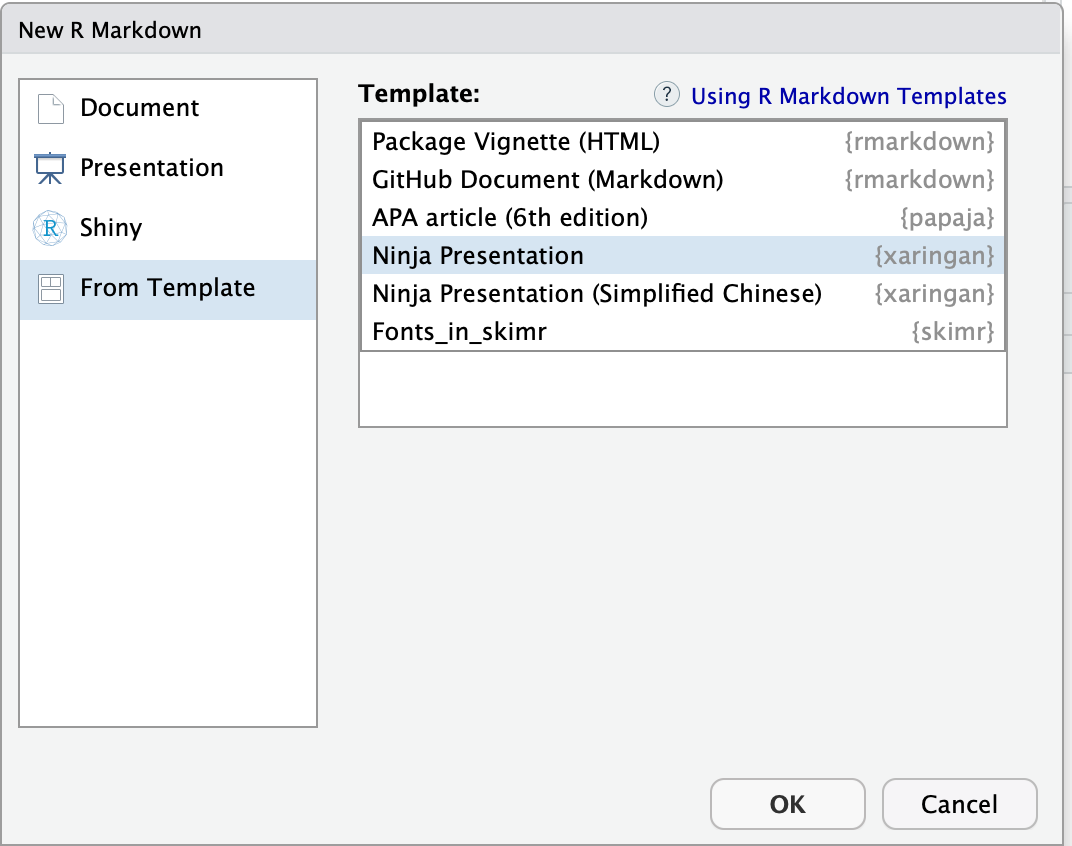 New R Markdown
Document
Presentation
R
Shiny
From Template
Template:
? Using R Markdown Templates
Package Vignette (HTML) {rmarkdown}
GitHub Document (Markdown) {rmarkdown}
APA article (6th edition) {papaja}
Ninja Presentation {xaringan}
Ninja Presentation (Simplified Chinese) {xaringan}
Fonts_in_skimr {skimr}
OK Cancel